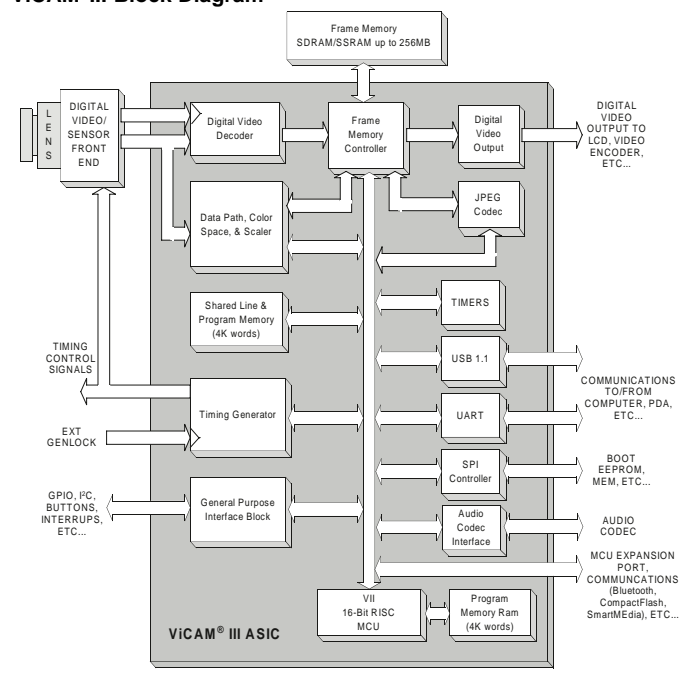 ViCAM® III Block Diagram
Frame Memory
SDRAM/SSRAM up to 256MB
L
E
N
S
DIGITAL
VIDEO/
SENSOR
FRONT
END
Digital Video
Decoder
Frame
Memory
Controller
Digital
Video
Output
DIGITAL
VIDEO
OUTPUT TO
LCD, VIDEO
ENCODER,
ETC...
Data Path, Color
Space, & Scaler
JPEG
Codec
Shared Line &
Program Memory
(4K words)
TIMERS
TIMING
CONTROL
SIGNALS
USB 1.1
COMMUNICATIONS
TO/FROM
COMPUTER, PDA,
ETC...
Timing Generator
UART
EXT
GENLOCK
SPI
Controller
BOOT
EEPROM,
MEM, ETC...
GPIO, I²C,
BUTTONS,
INTERRUPS,
ETC...
General Purpose
Interface Block
Audio
Codec
Interface
AUDIO
CODEC
MCU EXPANSION
PORT,
COMMUNCATIONS
(Bluetooth,
CompactFlash,
SmartMEdia), ETC...
VII
16-Bit RISC
MCU
Program
Memory Ram
(4K words)
ViCAM® III ASIC